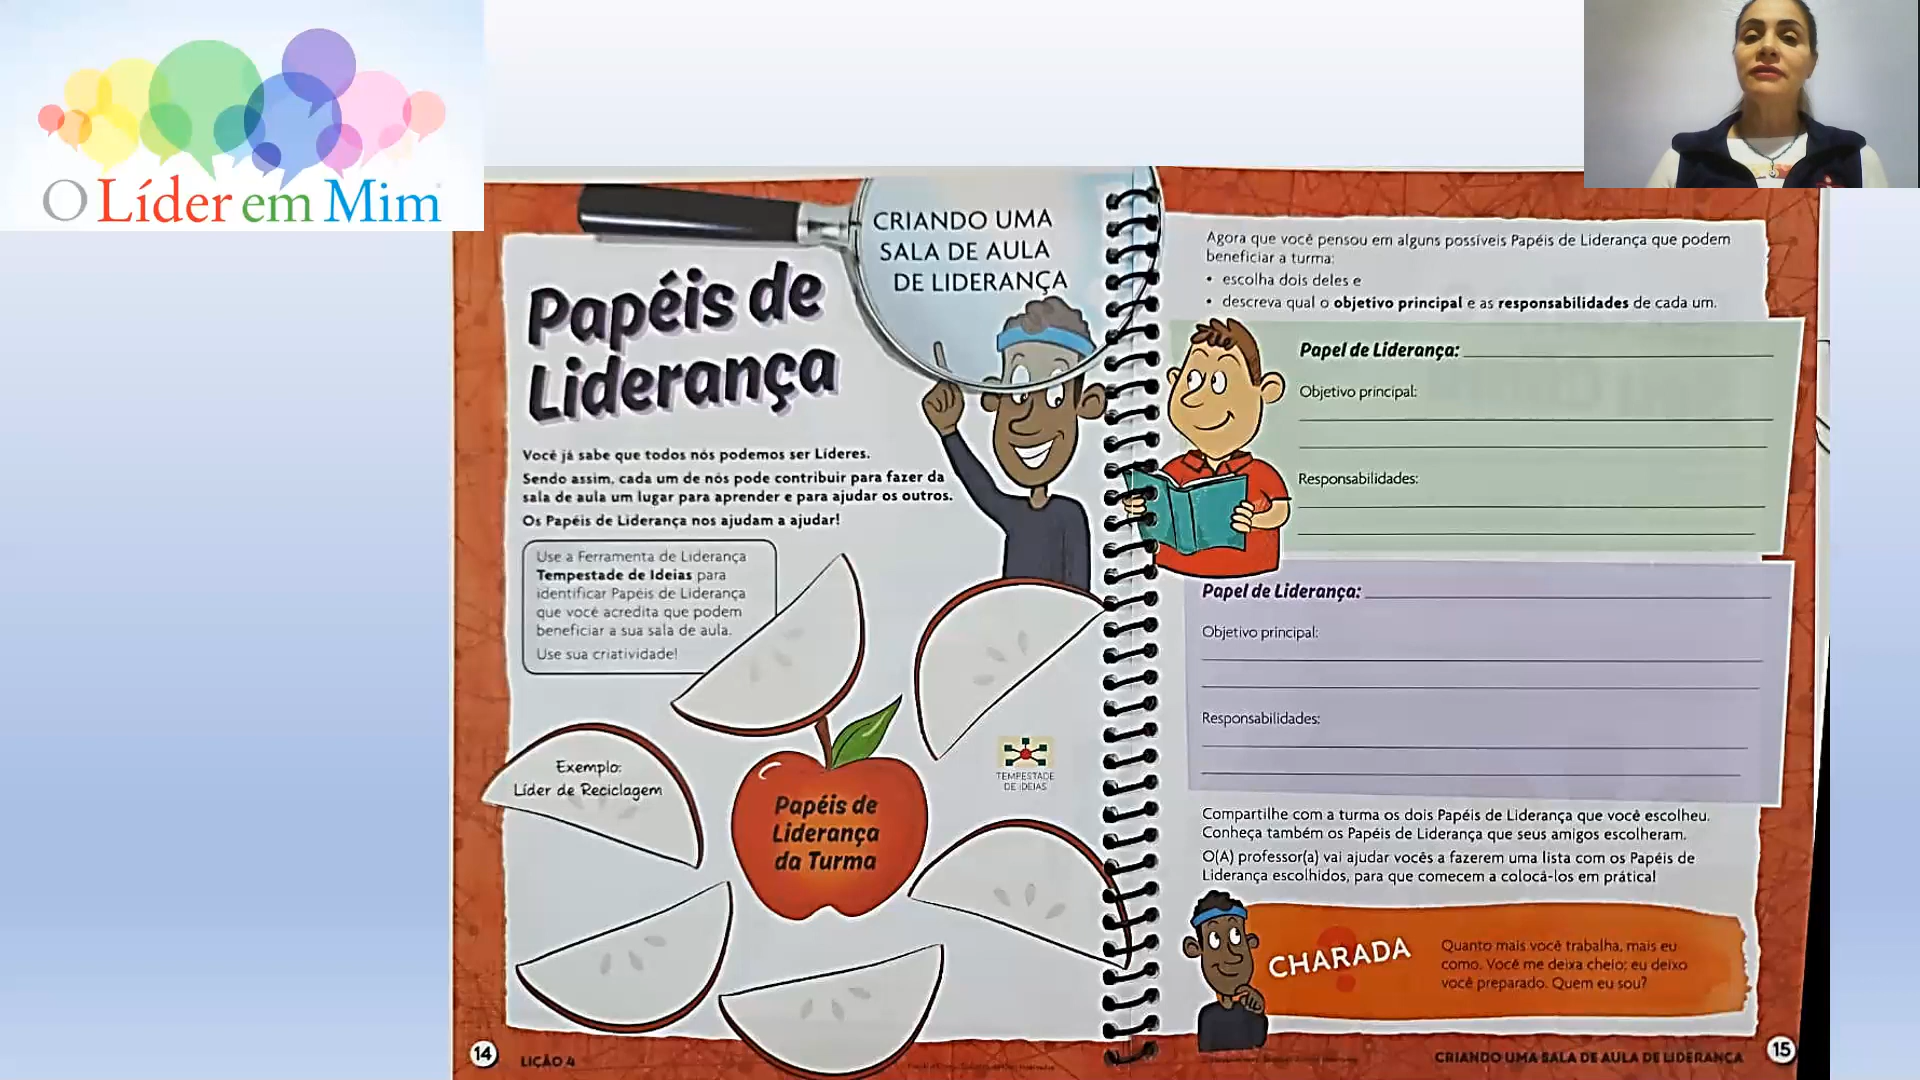 O Líder em Mim
CRIANDO UMA
SALA DE AULA
DE LIDERANÇA
Papéis de
Liderança
Você já sabe que todos nós podemos ser Líderes.
Sendo assim, cada um de nós pode contribuir para fazer da
sala de aula um lugar para aprender e para ajudar os outros.
Os Papéis de Liderança nos ajudam a ajudar!
Use a Ferramenta de Liderança
Tempestade de Ideias para
identificar Papéis de Liderança
que você acredita que podem
beneficiar a sua sala de aula.
Use sua criatividade!
Exemplo:
Líder de Reciclagem
Papéis de
Liderança
da Turma
TEMPESTADE
DE IDEIAS
14
LIÇÃO 4
Agora que você pensou em alguns possíveis Papéis de Liderança que podem
beneficiar a turma:
• escolha dois deles e
• descreva qual o objetivo principal e as responsabilidades de cada um.
Papel de Liderança:
Objetivo principal:
Responsabilidades:
Papel de Liderança:
Objetivo principal:
Responsabilidades:
Compartilhe com a turma os dois Papéis de Liderança que você escolheu.
Conheça também os Papéis de Liderança que seus amigos escolheram.
O(A) professor(a) vai ajudar vocês a fazerem uma lista com os Papéis de
Liderança escolhidos, para que comecem a colocá-los em prática!
CHARADA
Quanto mais você trabalha, mais eu
como. Você me deixa cheio; eu deixo
você preparado. Quem eu sou?
CRIANDO UMA SALA DE AULA DE LIDERANÇA
15